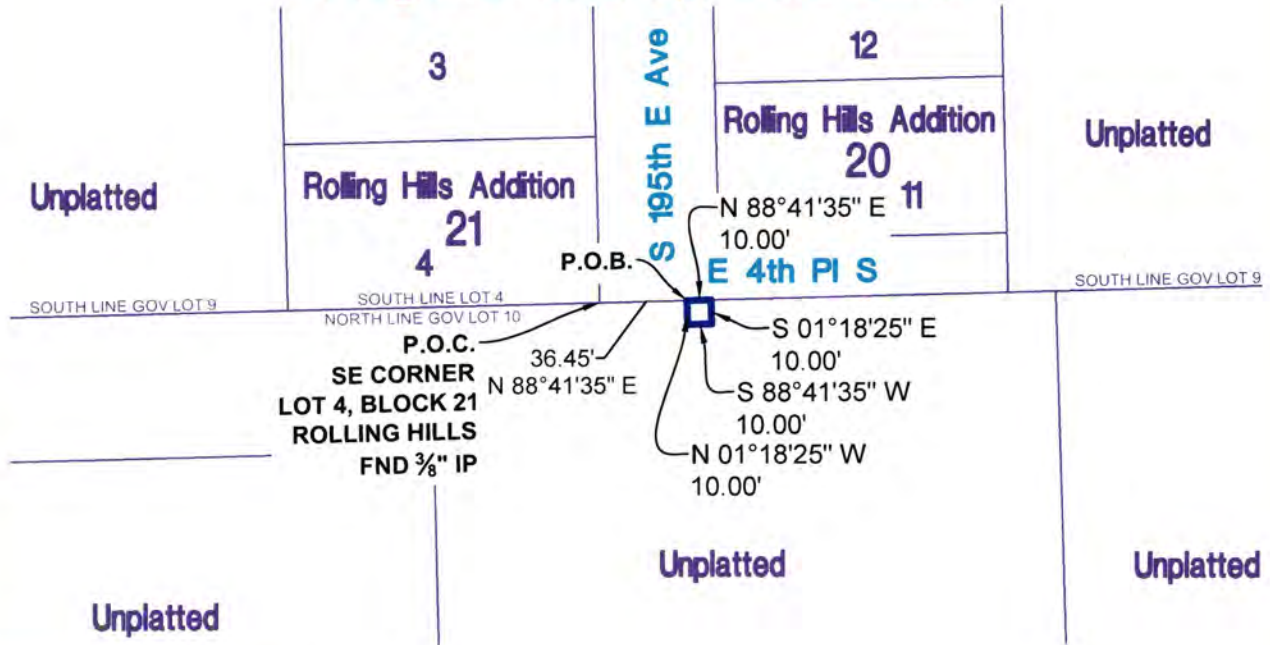 3
S 195th E Ave
12
Unplatted
Rolling Hills Addition
21
4
Rolling Hills Addition
20
11
Unplatted
N 88°41'35" E
10.00'
P.O.B.
E 4th Pl S
SOUTH LINE GOV LOT 9
SOUTH LINE LOT 4
NORTH LINE GOV LOT 10
SOUTH LINE GOV LOT 9
P.O.C.
SE CORNER
LOT 4, BLOCK 21
ROLLING HILLS
FND ⅜" IP
36.45'
N 88°41'35" E
S 01°18'25" E
10.00'
S 88°41'35" W
10.00'
N 01°18'25" W
10.00'
Unplatted
Unplatted
Unplatted